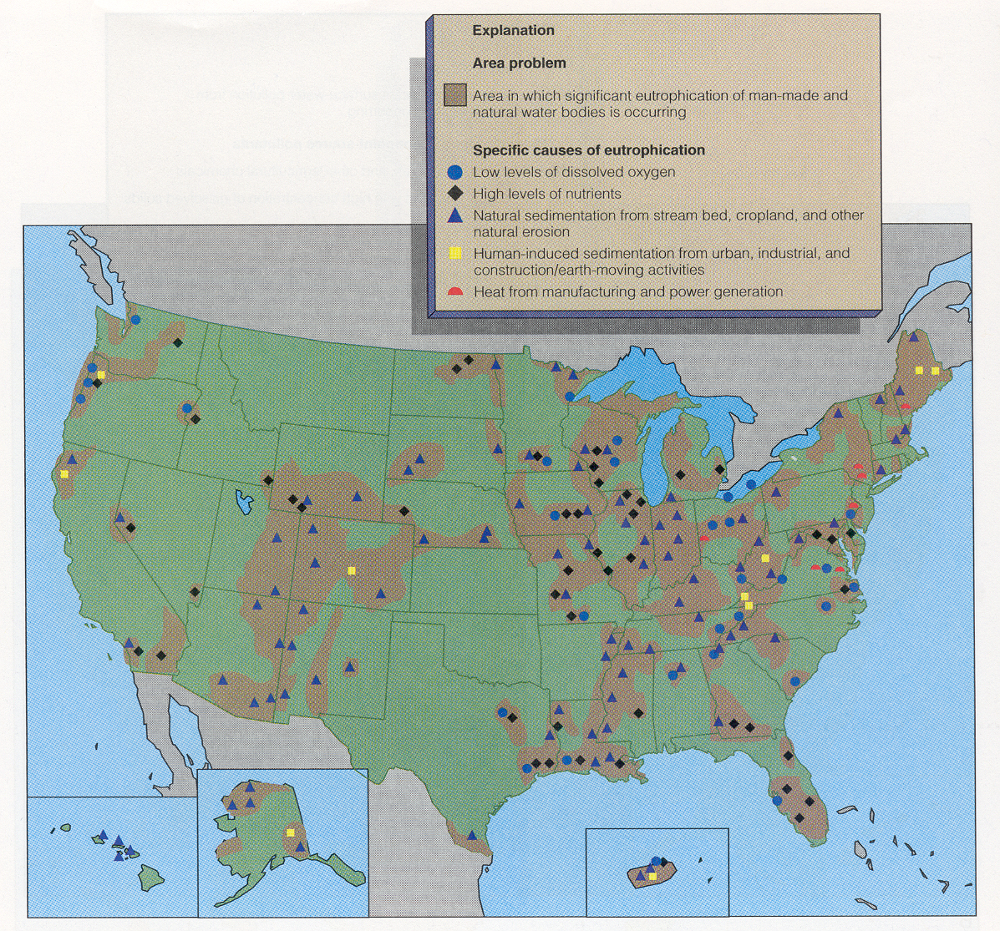 Explanation
Area problem
Area in which significant eutrophication of man-made and
natural water bodies is occurring
Specific causes of eutrophication
Low levels of dissolved oxygen
High levels of nutrients
Natural sedimentation from stream bed, cropland, and other
natural erosion
Human-induced sedimentation from urban, industrial, and
construction/earth-moving activities
Heat from manufacturing and power generation